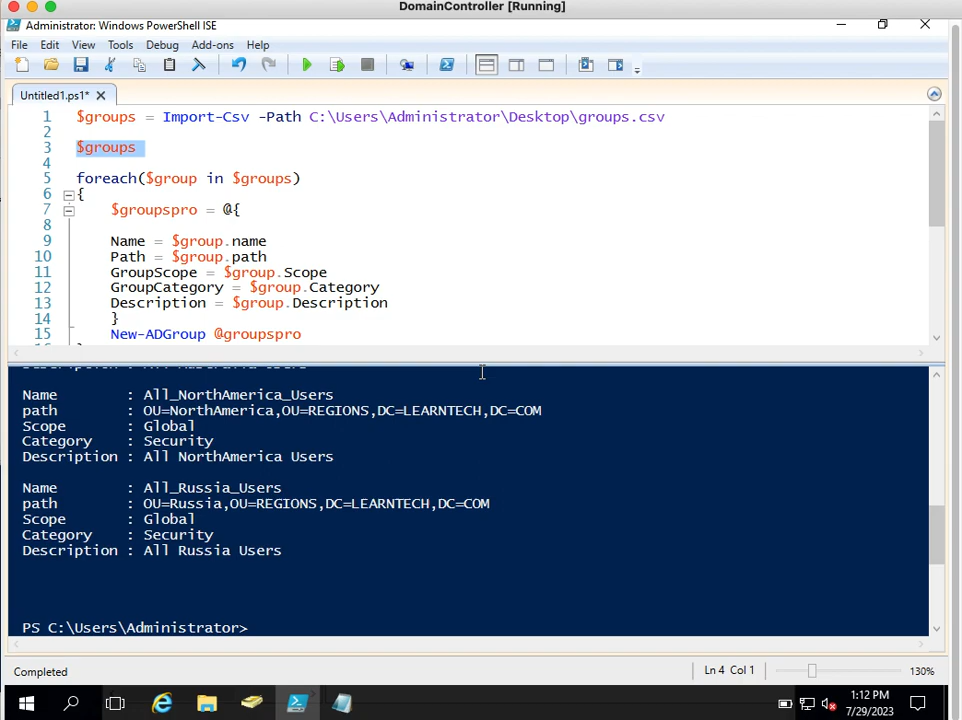 DomainController [Running]
Administrator: Windows PowerShell ISE
File Edit View Tools Debug Add-ons Help
Untitled1.ps1*
1 $groups = Import-Csv -Path C:\Users\Administrator\Desktop\groups.csv
2
3 $groups
4
5 foreach($group in $groups)
6 {
7 $groupspro = @{
8
9 Name = $group.name
10 Path = $group.path
11 GroupScope = $group.Scope
12 GroupCategory = $group.Category
13 Description = $group.Description
14 }
15 New-ADGroup @groupspro
Name : All_NorthAmerica_Users
path : OU=NorthAmerica,OU=REGIONS,DC=LEARNTECH,DC=COM
Scope : Global
Category : Security
Description : All NorthAmerica Users
Name : All_Russia_Users
path : OU=Russia,OU=REGIONS,DC=LEARNTECH,DC=COM
Scope : Global
Category : Security
Description : All Russia Users
PS C:\Users\Administrator>
Completed Ln 4 Col 1 130%
1:12 PM
7/29/2023